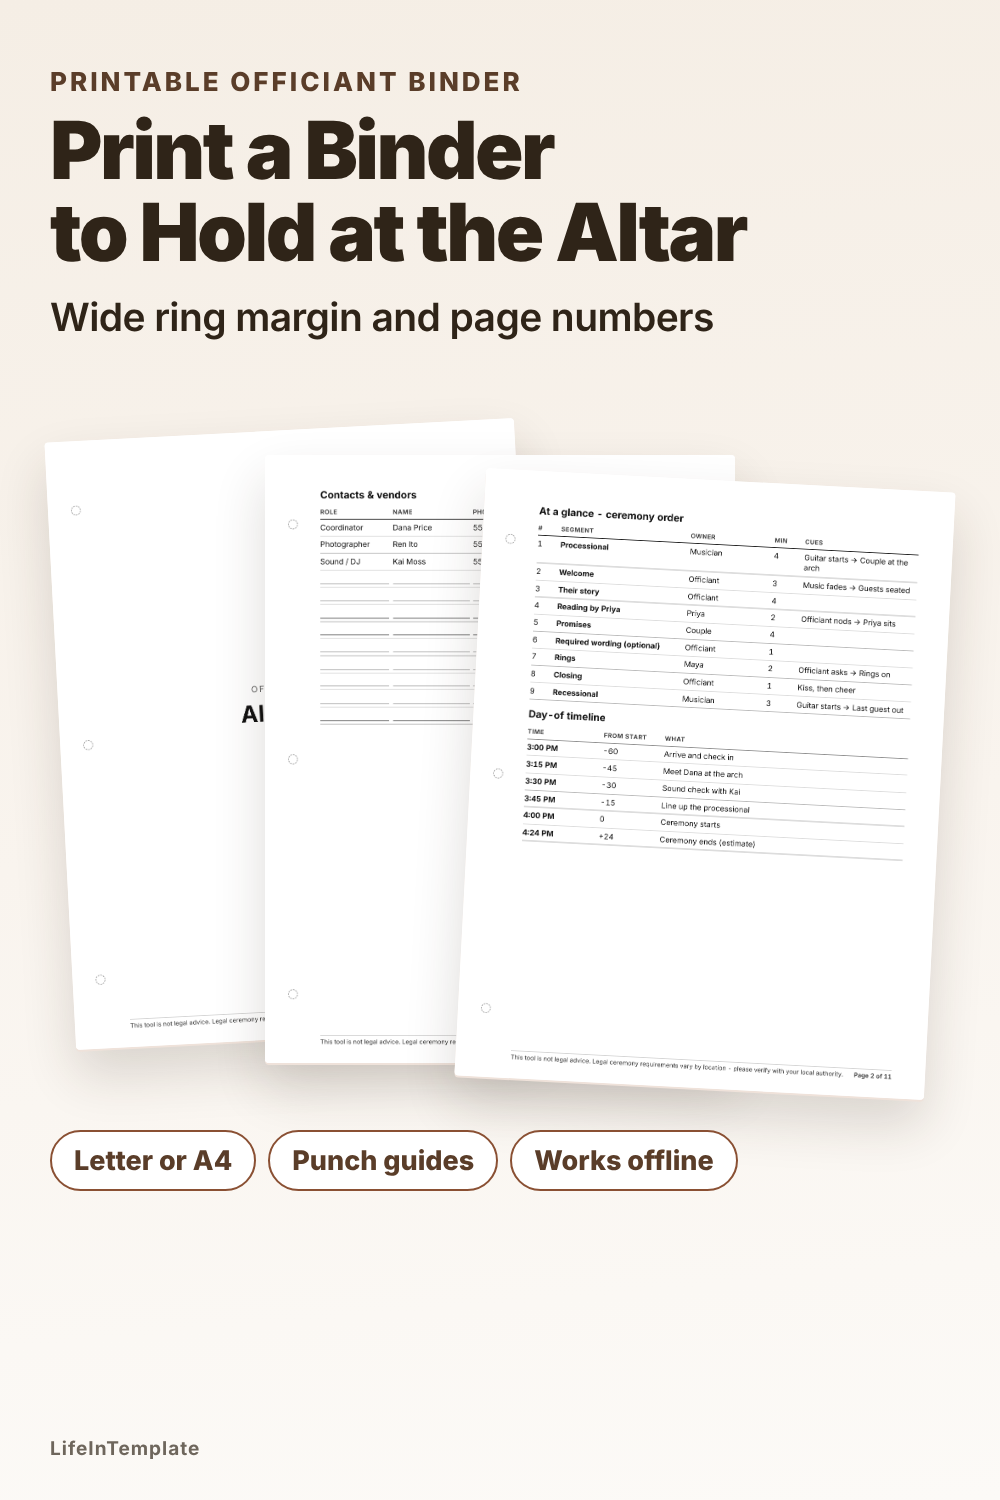 PRINTABLE OFFICIANT BINDER
Print a Binder
to Hold at the Altar
Wide ring margin and page numbers
Contacts & vendors
ROLE NAME
Coordinator Dana Price 55
Photographer Ren Ito 55
Sound / DJ Kai Moss 55
This tool is not legal advice. Legal ceremony
At a glance - ceremony order
# SEGMENT OWNER MIN CUES
1 Processional Musician 4 Guitar starts → Couple at the
arch
2 Welcome Officiant 3 Music fades → Guests seated
3 Their story Officiant 4
4 Reading by Priya Priya 2 Officiant nods → Priya sits
5 Promises Couple 4
6 Required wording (optional) Officiant 1
7 Rings Maya 2 Officiant asks → Rings on
8 Closing Officiant 1 Kiss, then cheer
9 Recessional Musician 3 Guitar starts → Last guest out
Day-of timeline
TIME FROM START WHAT
3:00 PM -60 Arrive and check in
3:15 PM -45 Meet Dana at the arch
3:30 PM -30 Sound check with Kai
3:45 PM -15 Line up the processional
4:00 PM 0 Ceremony starts
4:24 PM +24 Ceremony ends (estimate)
This tool is not legal advice. Legal ceremony requirements vary by location - please verify with your local authority. Page 2 of 11
This tool is not legal advice. Legal ceremony
Letter or A4
Punch guides
Works offline
LifeInTemplate